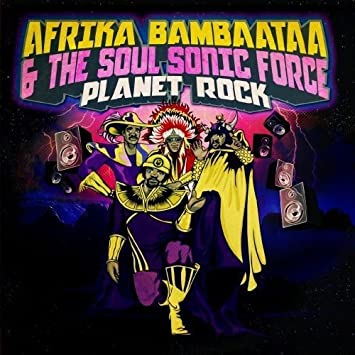 AFRIKA BAMBAATAA
& THE SOUL SONIC FORCE
PLANET ROCK